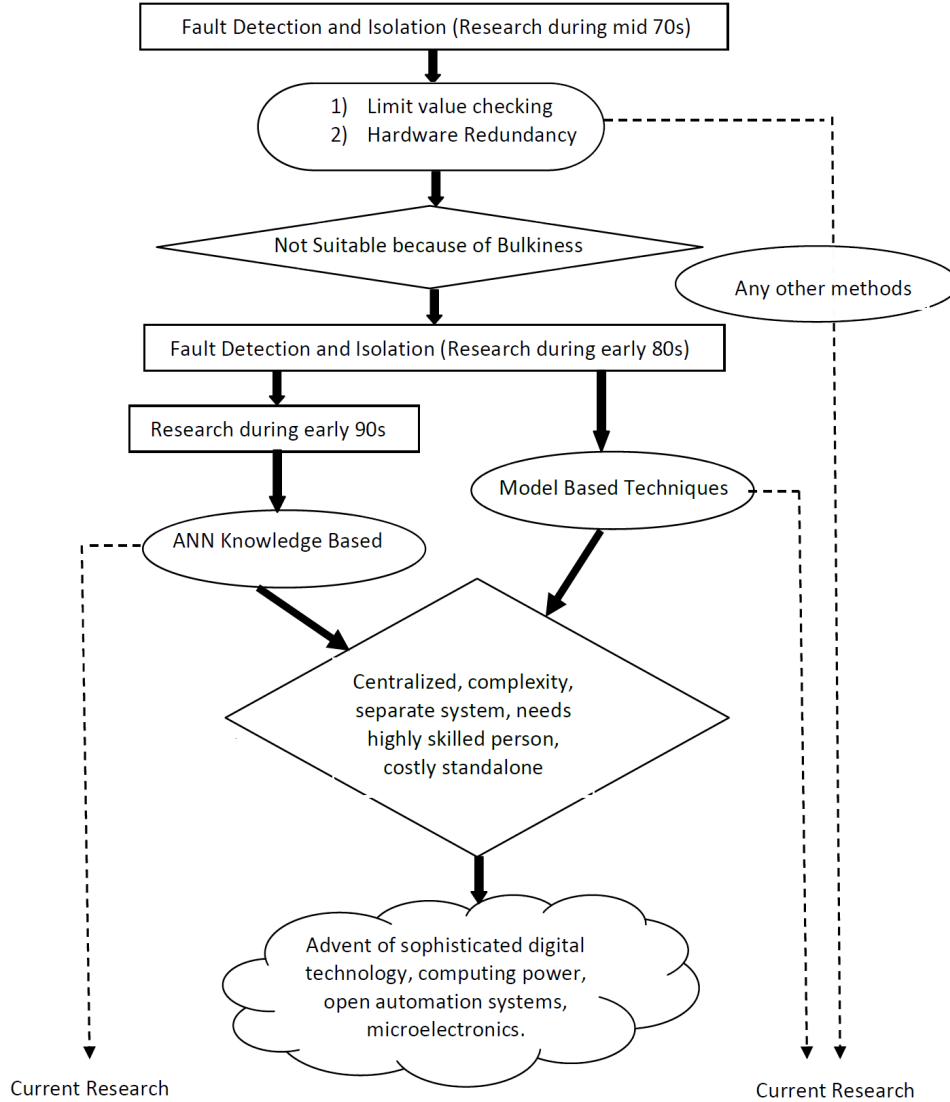 Fault Detection and Isolation (Research during mid 70s)
1) Limit value checking
2) Hardware Redundancy
Not Suitable because of Bulkiness
Any other methods
Fault Detection and Isolation (Research during early 80s)
Research during early 90s
Model Based Techniques
ANN Knowledge Based
Centralized, complexity,
separate system, needs
highly skilled person,
costly standalone
Advent of sophisticated digital
technology, computing power,
open automation systems,
microelectronics.
Current Research
Current Research